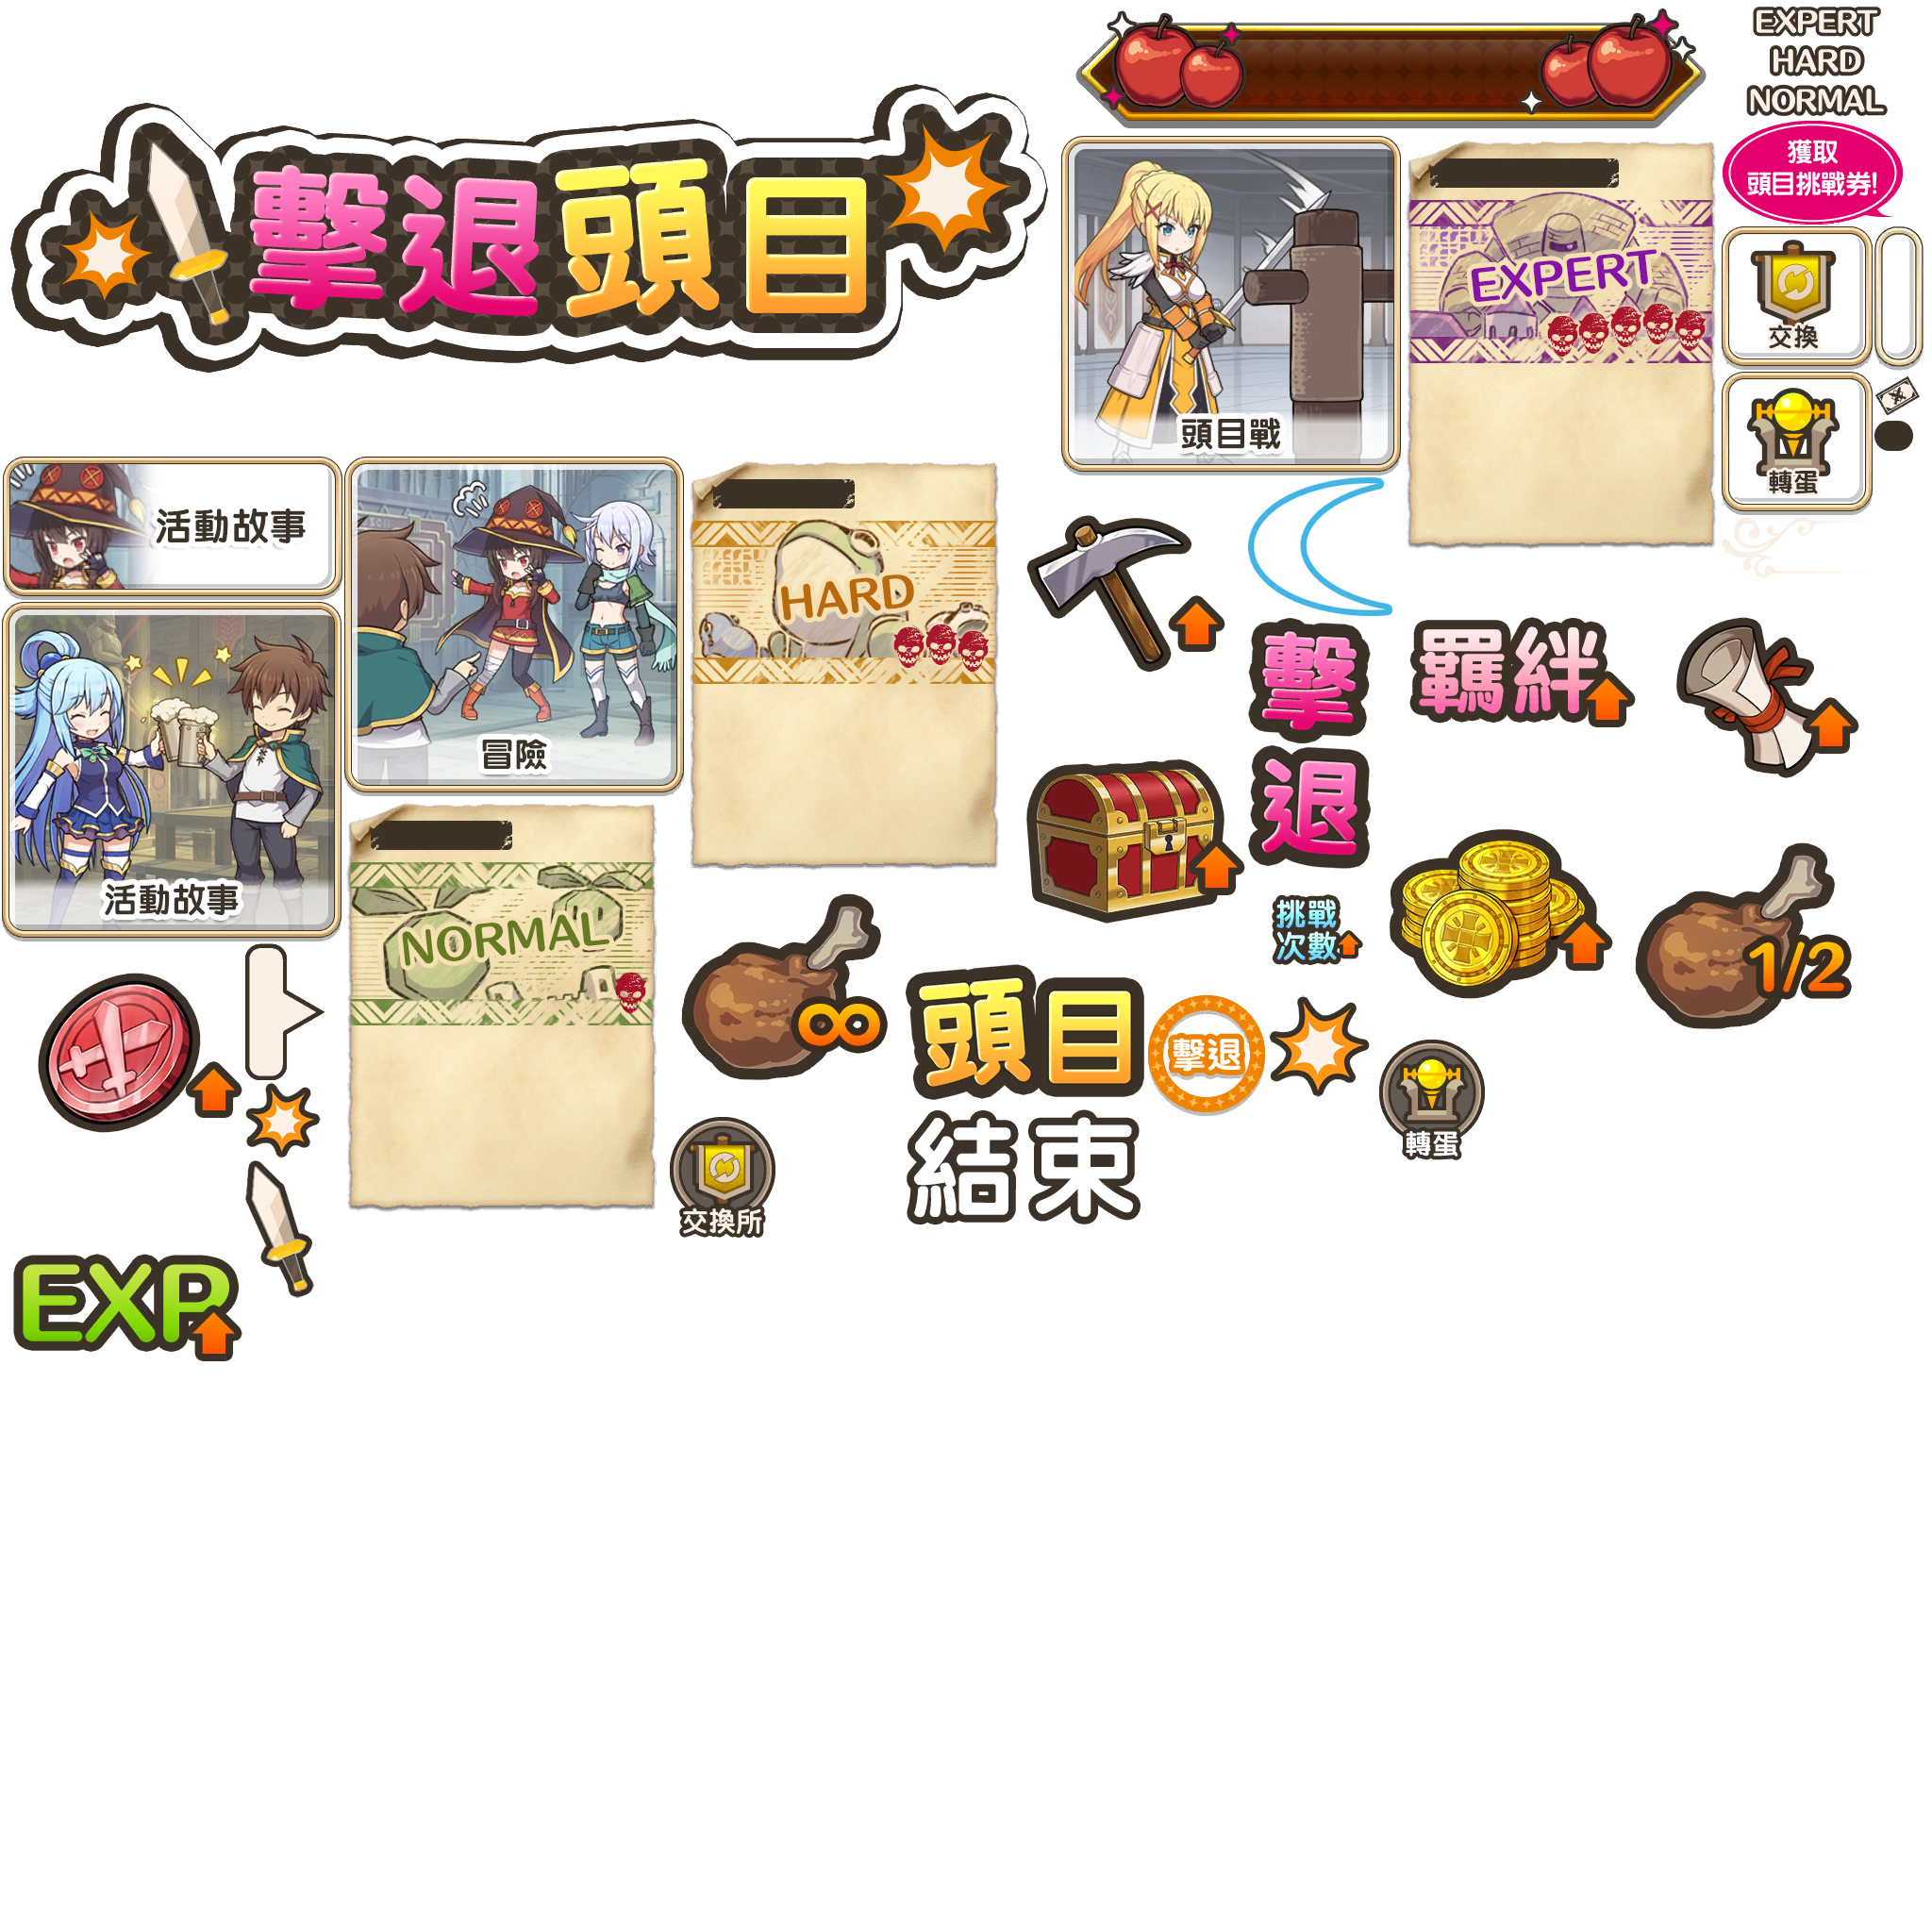 EXPERT
HARD
NORMAL
擊退頭目
獲取
頭目挑戰券!
EXPERT
交換
頭目戰
轉蛋
活動故事
HARD
冒險
擊
退
羈絆
活動故事
NORMAL
挑戰
次數
1/2
∞
頭目
擊退
結束
轉蛋
交換所
EXP